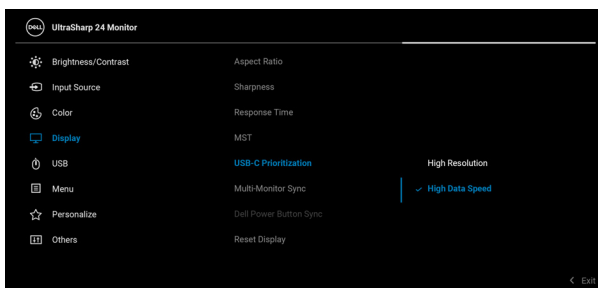 DELL UltraSharp 24 Monitor
Brightness/Contrast Aspect Ratio
Input Source Sharpness
Color Response Time
Display MST
USB USB-C Prioritization High Resolution
Menu Multi-Monitor Sync High Data Speed
Personalize Dell Power Button Sync
Others Reset Display
Exit